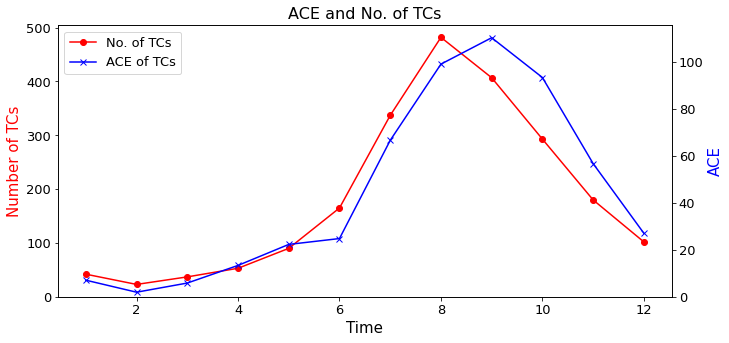 ACE and No. of TCs
No. of TCs
ACE of TCs
500
400
300
200
100
0
Number of TCs
100
80
60
40
20
0
ACE
2 4 6 8 10 12
Time